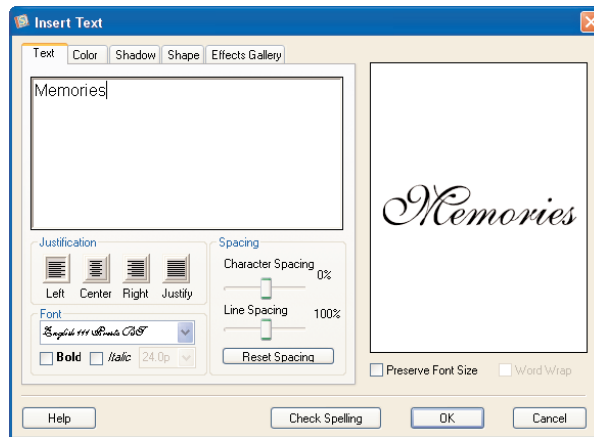 Insert Text
Text Color Shadow Shape Effects Gallery
Memories
Memories
Justification
Left Center Right Justify
Spacing
Character Spacing
0%
Line Spacing 100%
Reset Spacing
Font
English 111 Presto BT
Bold Italic 24.0p
Preserve Font Size Word Wrap
Help Check Spelling OK Cancel